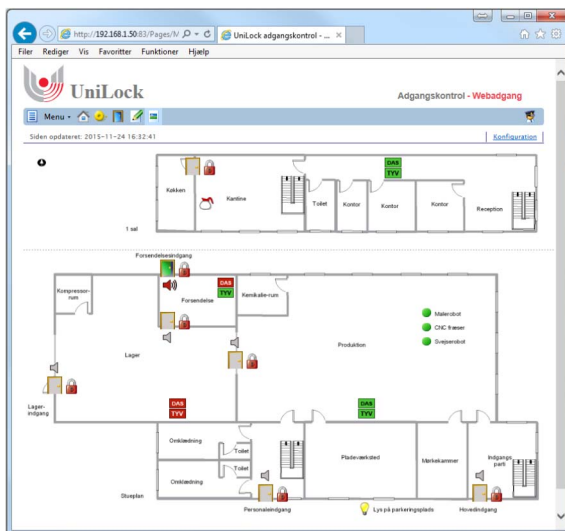 http://192.168.1.50:83/Pages/M
UniLock adgangskontrol - ...
Filer Rediger Vis Favoritter Funktioner Hjælp
UniLock
Adgangskontrol - Webadgang
Menu
Siden opdateret: 2015-11-24 16:32:41
Konfiguration
DAS
TYV
Køkken
Kantine
Toilet
Kontor
Kontor
Kontor
Reception
1 sal
Forsendelsesindgang
Kompressor-
rum
Forsendelse
DAS
TYV
Kemikalie-rum
Malerobot
CNC fræser
Svejserobot
Lager
Produktion
Lager-
indgang
DAS
TYV
DAS
TYV
Omklædning
Toilet
Toilet
Omklædning
Pladeværksted
Mørkekammer
Indgangs
parti
Stueplan
Personaleindgang
Lys på parkeringsplads
Hovedindgang